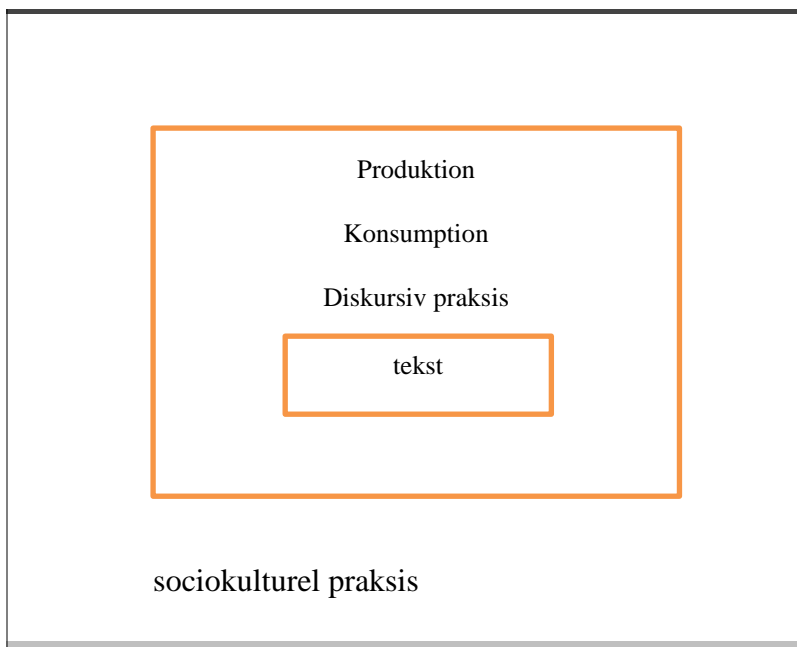 Produktion
Konsumption
Diskursiv praksis
tekst
sociokulturel praksis